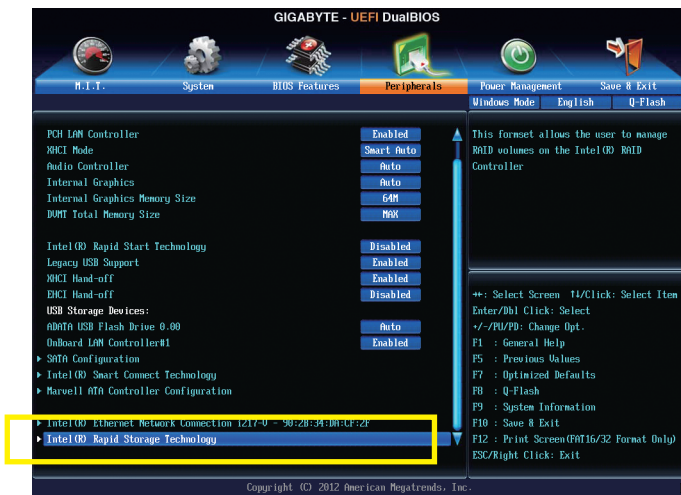 GIGABYTE - UEFI DualBIOS
M.I.T. System BIOS Features Peripherals Power Management Save & Exit
Windows Mode English Q-Flash
PCH LAN Controller Enabled
XHCI Mode Smart Auto
Audio Controller Auto
Internal Graphics Auto
Internal Graphics Memory Size 64M
DVMT Total Memory Size MAX
Intel(R) Rapid Start Technology Disabled
Legacy USB Support Enabled
XHCI Hand-off Enabled
EHCI Hand-off Disabled
USB Storage Devices:
ADATA USB Flash Drive 0.00 Auto
OnBoard LAN Controller#1 Enabled
SATA Configuration
Intel(R) Smart Connect Technology
Marvell ATA Controller Configuration
Intel(R) Ethernet Network Connection I217-V - 90:2B:34:DA:CF:2F
Intel(R) Rapid Storage Technology
This formset allows the user to manage
RAID volumes on the Intel(R) RAID
Controller
→←: Select Screen ↑↓/Click: Select Item
Enter/Dbl Click: Select
+/-/PU/PD: Change Opt.
F1 : General Help
F5 : Previous Values
F7 : Optimized Defaults
F8 : Q-Flash
F9 : System Information
F10 : Save & Exit
F12 : Print Screen(FAT16/32 Format Only)
ESC/Right Click: Exit
Copyright (C) 2012 American Megatrends, Inc.